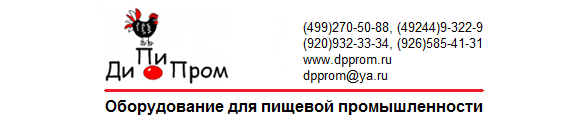 Ди Пи Пром
(499)270-50-88, (49244)9-322-9
(920)932-33-34, (926)585-41-31
www.dpprom.ru
dpprom@ya.ru
Оборудование для пищевой промышленности